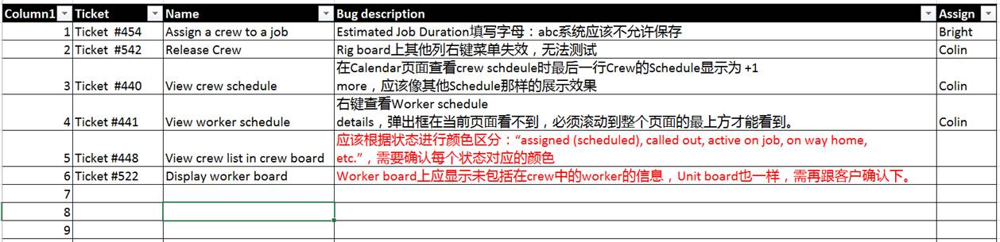 Column1 Ticket Name Bug description Assign
1 Ticket #454 Assign a crew to a job Estimated Job Duration填写字母：abc系统应该不允许保存 Bright
2 Ticket #542 Release Crew Rig board上其他列右键菜单失效，无法测试 Colin
在Calendar页面查看crew schdeule时最后一行Crew的Schedule显示为 +1
3 Ticket #440 View crew schedule more，应该像其他Schedule那样的展示效果 Colin
右键查看Worker schedule
4 Ticket #441 View worker schedule details，弹出框在当前页面看不到，必须滚动到整个页面的最上方才能看到。 Colin
应该根据状态进行颜色区分：“assigned (scheduled), called out, active on job, on way home,
5 Ticket #448 View crew list in crew board etc.”，需要确认每个状态对应的颜色
6 Ticket #522 Display worker board Worker board上应显示未包括在crew中的worker的信息，Unit board也一样，需再跟客户确认下。
7
8
9